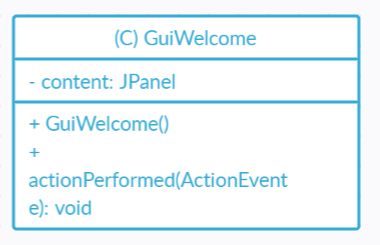 (C) GuiWelcome
- content: JPanel
+ GuiWelcome()
+
actionPerformed(ActionEvent
e): void